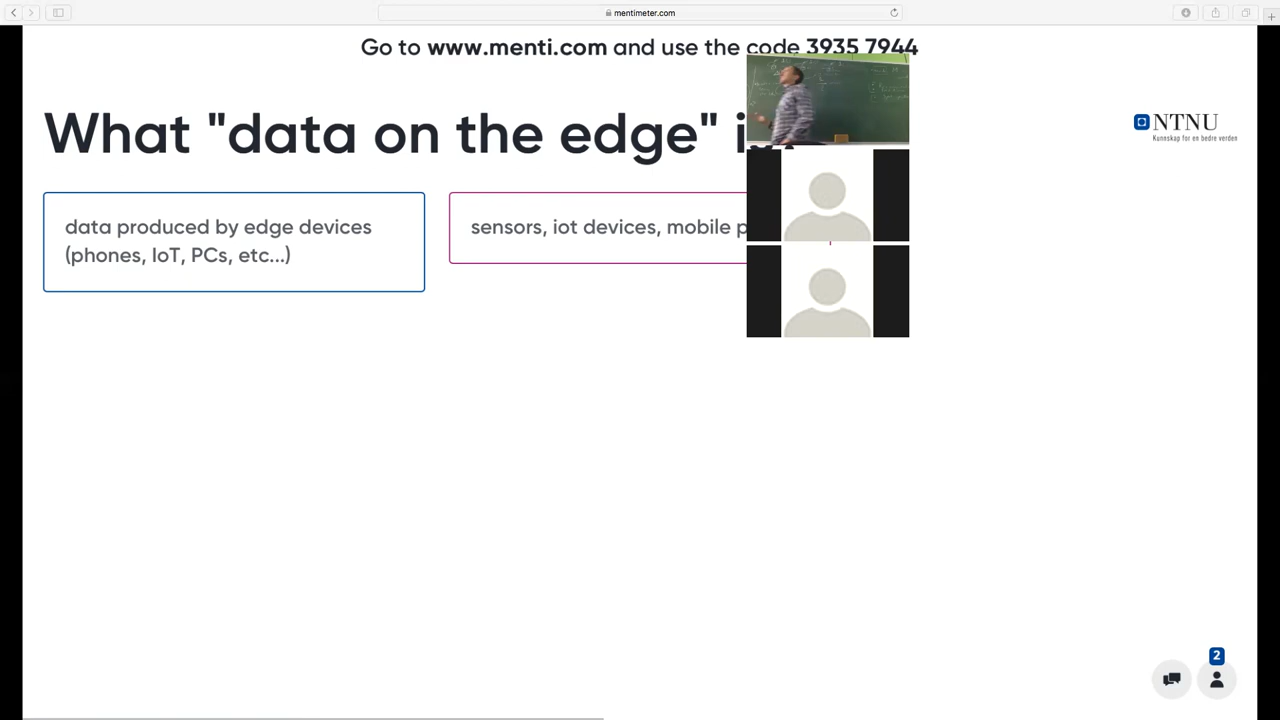 mentimeter.com
Go to www.menti.com and use the code 3935 7944
What "data on the edge"
NTNU
Kunnskap for en bedre verden
data produced by edge devices
(phones, IoT, PCs, etc...)
sensors, iot devices, mobile
2